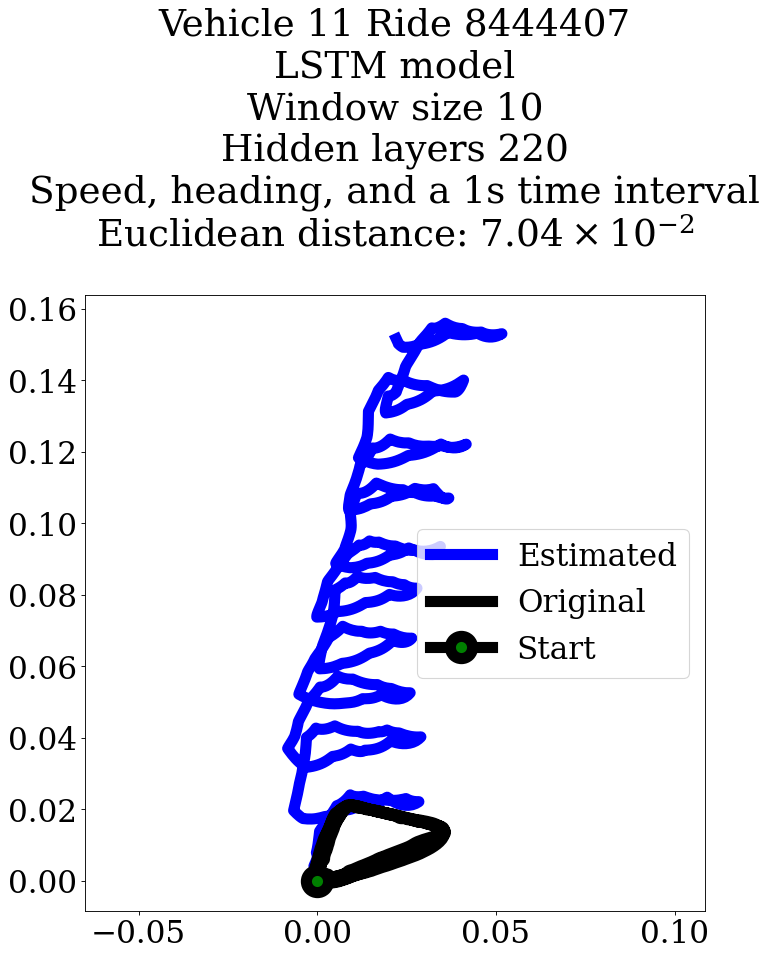 Vehicle 11 Ride 8444407
LSTM model
Window size 10
Hidden layers 220
Speed, heading, and a 1s time interval
Euclidean distance: 7.04 × 10⁻²
0.16
0.14
0.12
0.10
0.08
0.06
0.04
0.02
0.00
Estimated
Original
Start
−0.05 0.00 0.05 0.10